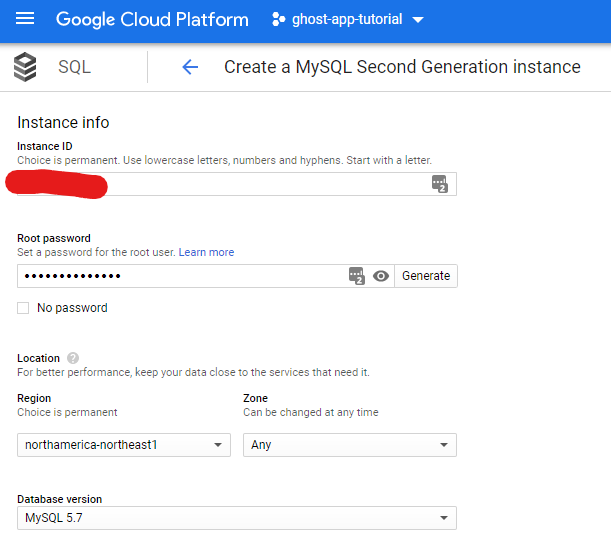 Google Cloud Platform ghost-app-tutorial
SQL Create a MySQL Second Generation instance
Instance info
Instance ID
Choice is permanent. Use lowercase letters, numbers and hyphens. Start with a letter.
2
Root password
Set a password for the root user. Learn more
•••••••••••••• 2 Generate
No password
Location ?
For better performance, keep your data close to the services that need it.
Region Zone
Choice is permanent Can be changed at any time
northamerica-northeast1 Any
Database version
MySQL 5.7